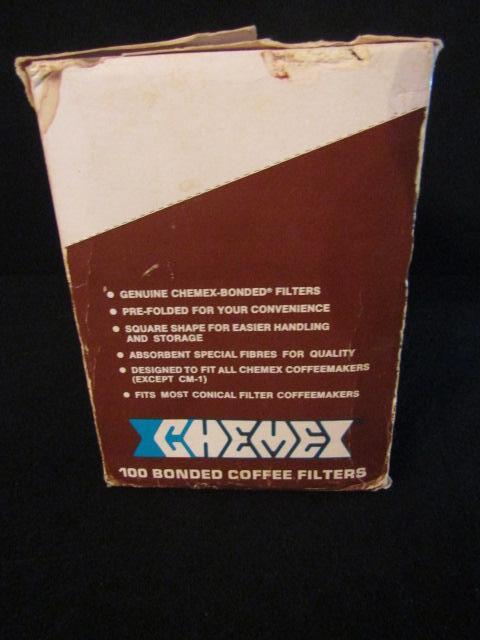 • GENUINE CHEMEX-BONDED® FILTERS
• PRE-FOLDED FOR YOUR CONVENIENCE
• SQUARE SHAPE FOR EASIER HANDLING
AND STORAGE
• ABSORBENT SPECIAL FIBRES FOR QUALITY
• DESIGNED TO FIT ALL CHEMEX COFFEEMAKERS
(EXCEPT CM-1)
• FITS MOST CONICAL FILTER COFFEEMAKERS
CHEMEX
100 BONDED COFFEE FILTERS